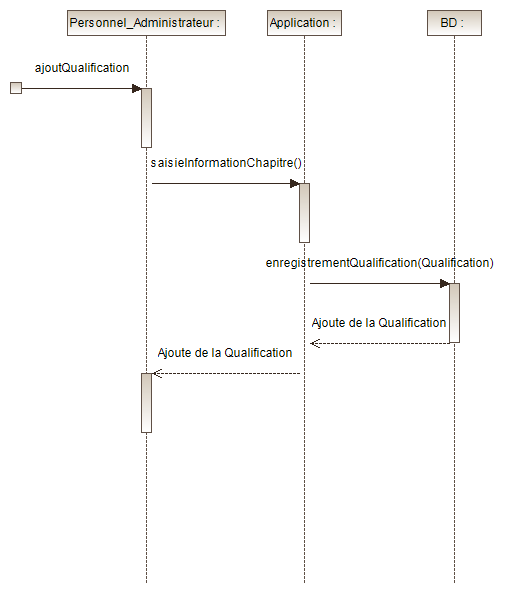 Personnel_Administrateur :
Application :
BD :
ajoutQualification
saisieInformationChapitre()
enregistrementQualification(Qualification)
Ajoute de la Qualification
Ajoute de la Qualification